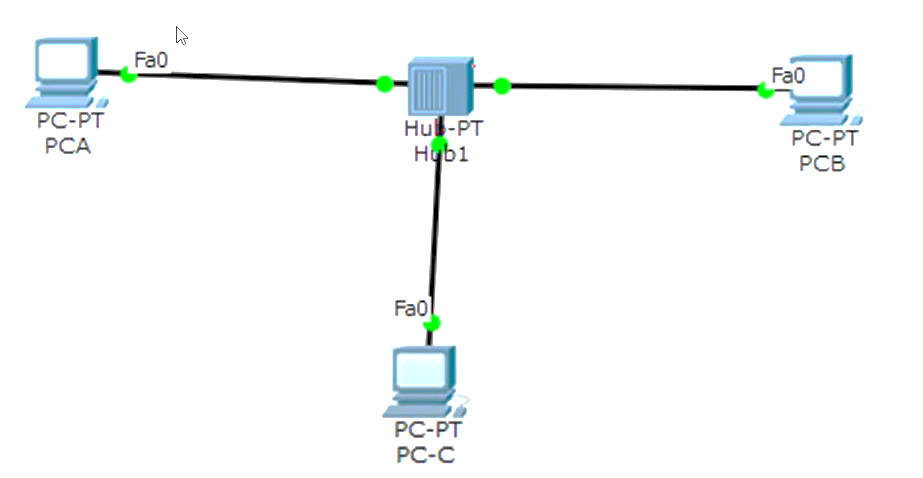 Fa0
PC-PT
PCA
Hub-PT
Hub1
Fa0
PC-PT
PCB
Fa0
PC-PT
PC-C